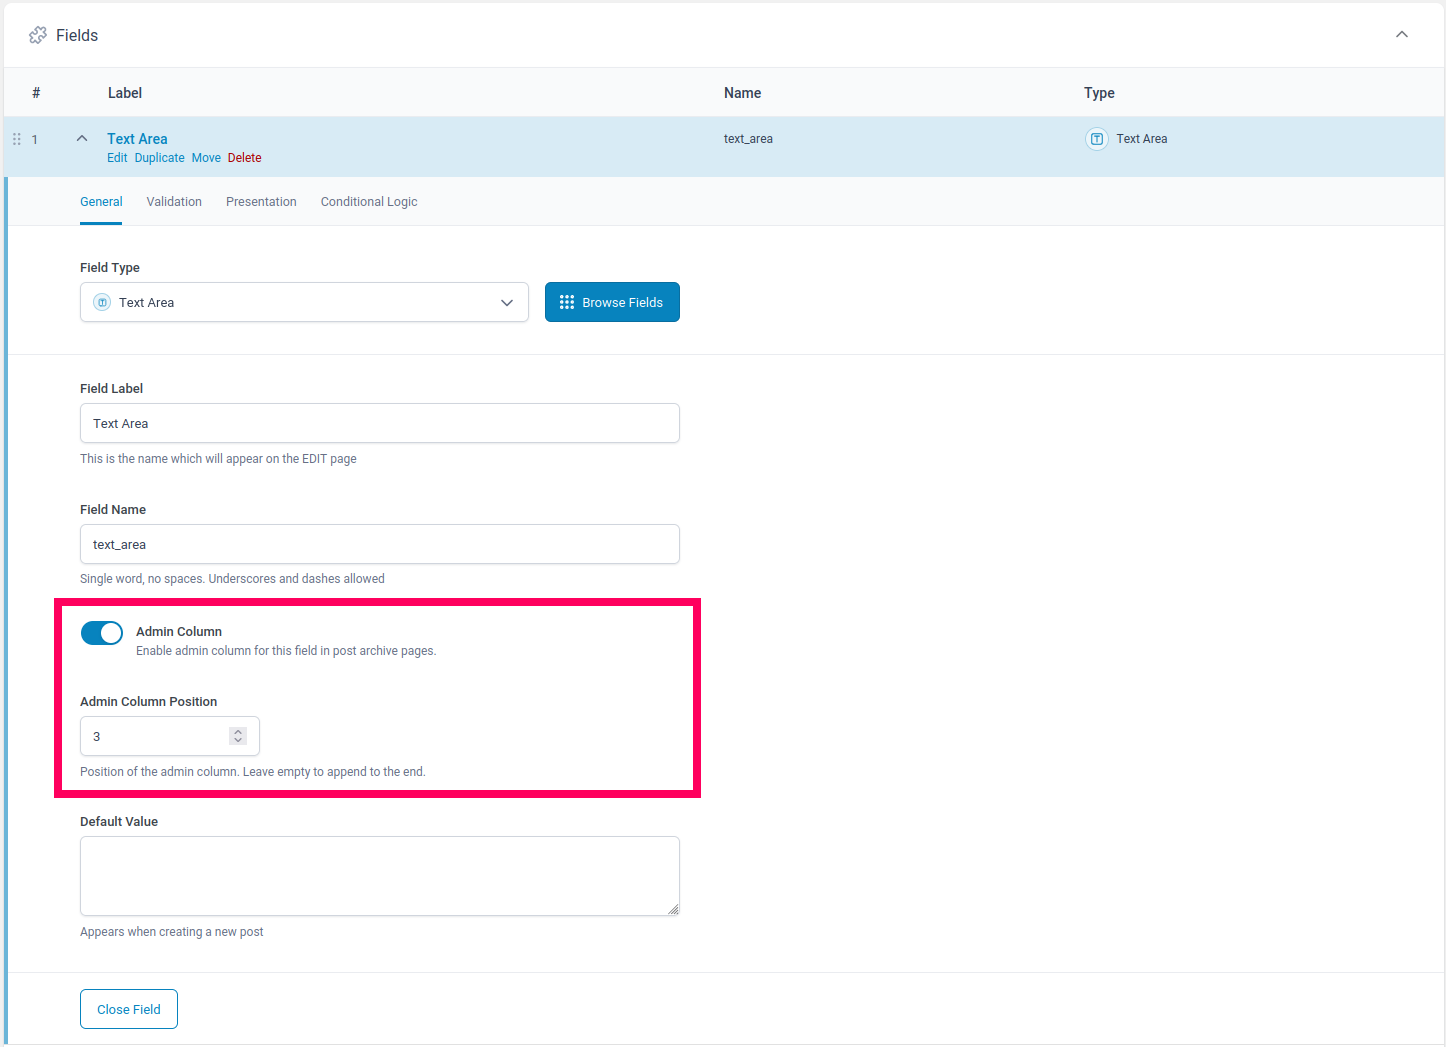 Fields
# Label Name Type
1 Text Area text_area Text Area
Edit Duplicate Move Delete
General Validation Presentation Conditional Logic
Field Type
Text Area Browse Fields
Field Label
Text Area
This is the name which will appear on the EDIT page
Field Name
text_area
Single word, no spaces. Underscores and dashes allowed
Admin Column
Enable admin column for this field in post archive pages.
Admin Column Position
3
Position of the admin column. Leave empty to append to the end.
Default Value
Appears when creating a new post
Close Field